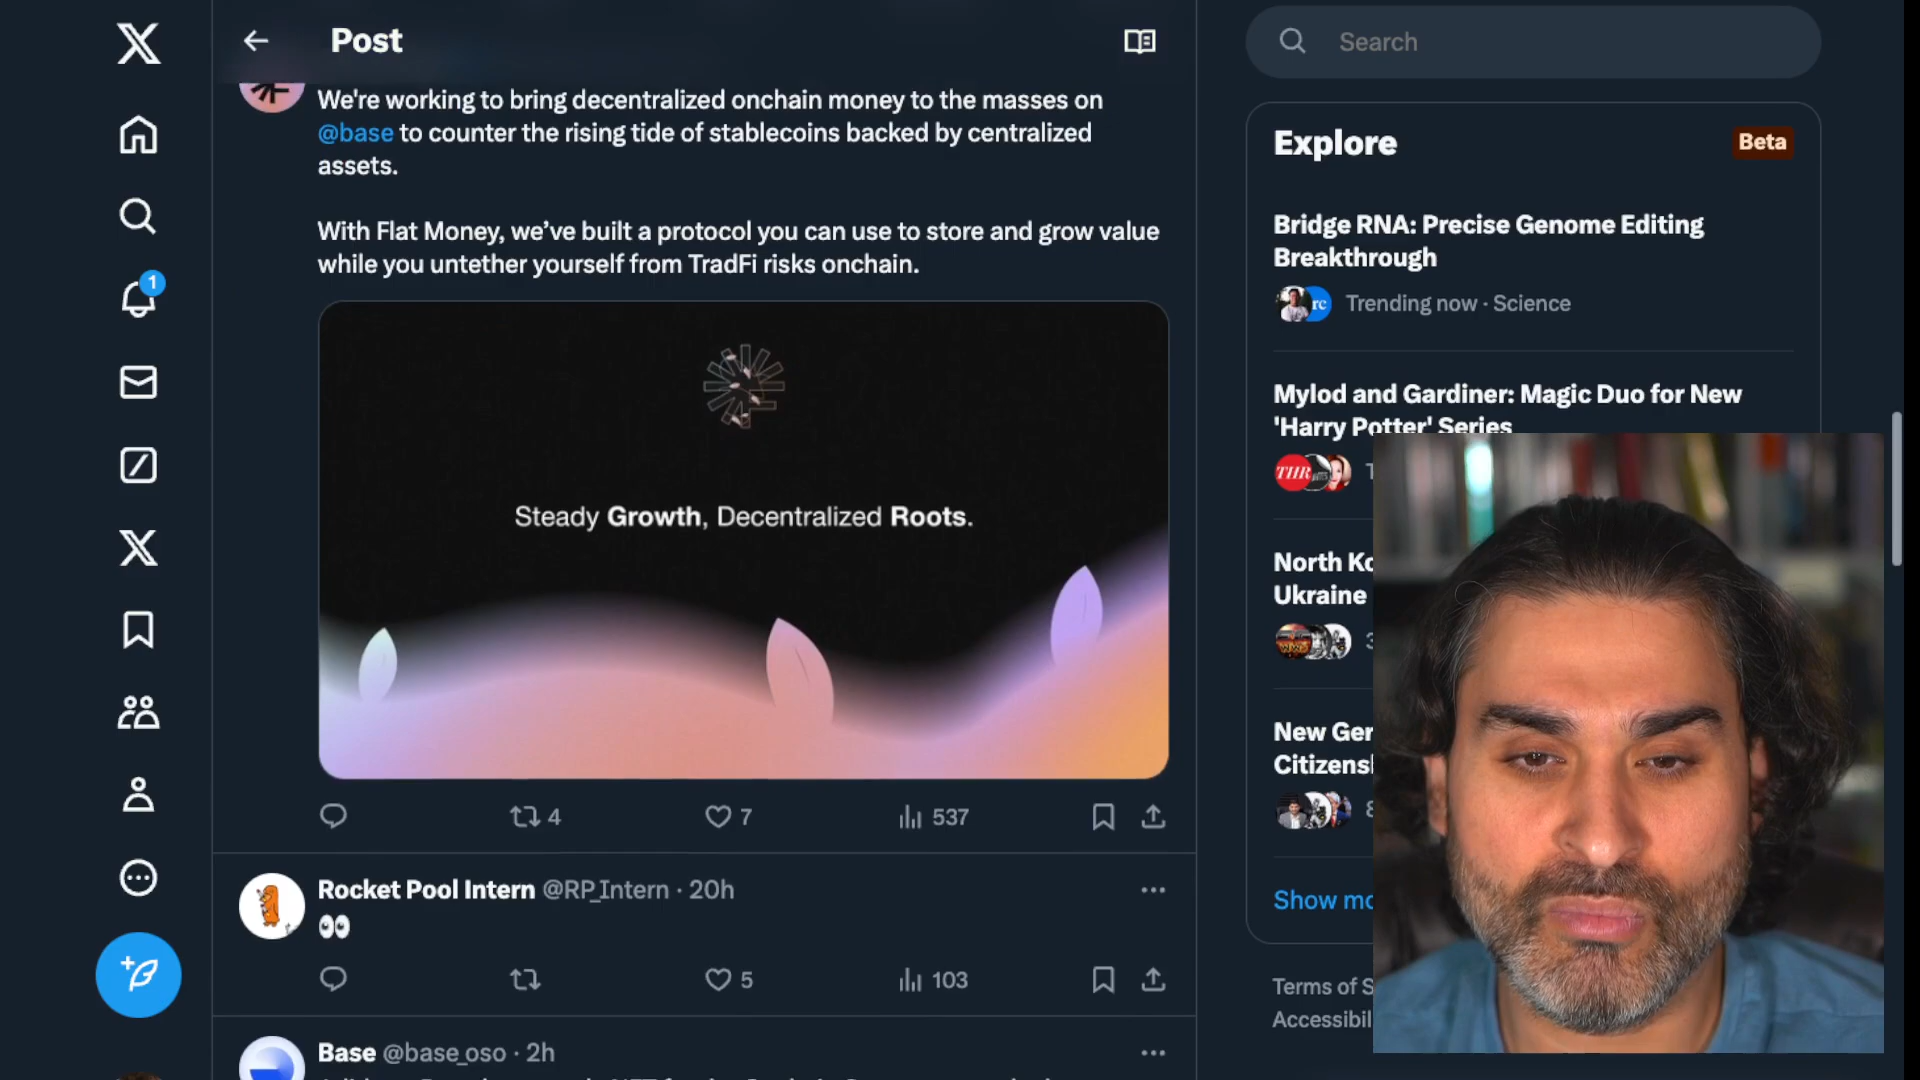 Post
We're working to bring decentralized onchain money to the masses on
@base to counter the rising tide of stablecoins backed by centralized
assets.
With Flat Money, we’ve built a protocol you can use to store and grow value
while you untether yourself from TradFi risks onchain.
Steady Growth, Decentralized Roots.
4
7
537
Rocket Pool Intern @RP_Intern · 20h
5
103
Base @base_oso · 2h
1
Search
Explore
Beta
Bridge RNA: Precise Genome Editing
Breakthrough
rc
Trending now · Science
Mylod and Gardiner: Magic Duo for New
'Harry Potter' Series
THR
North Ko
Ukraine
New Ger
Citizens
Show mo
Terms of S
Accessibil